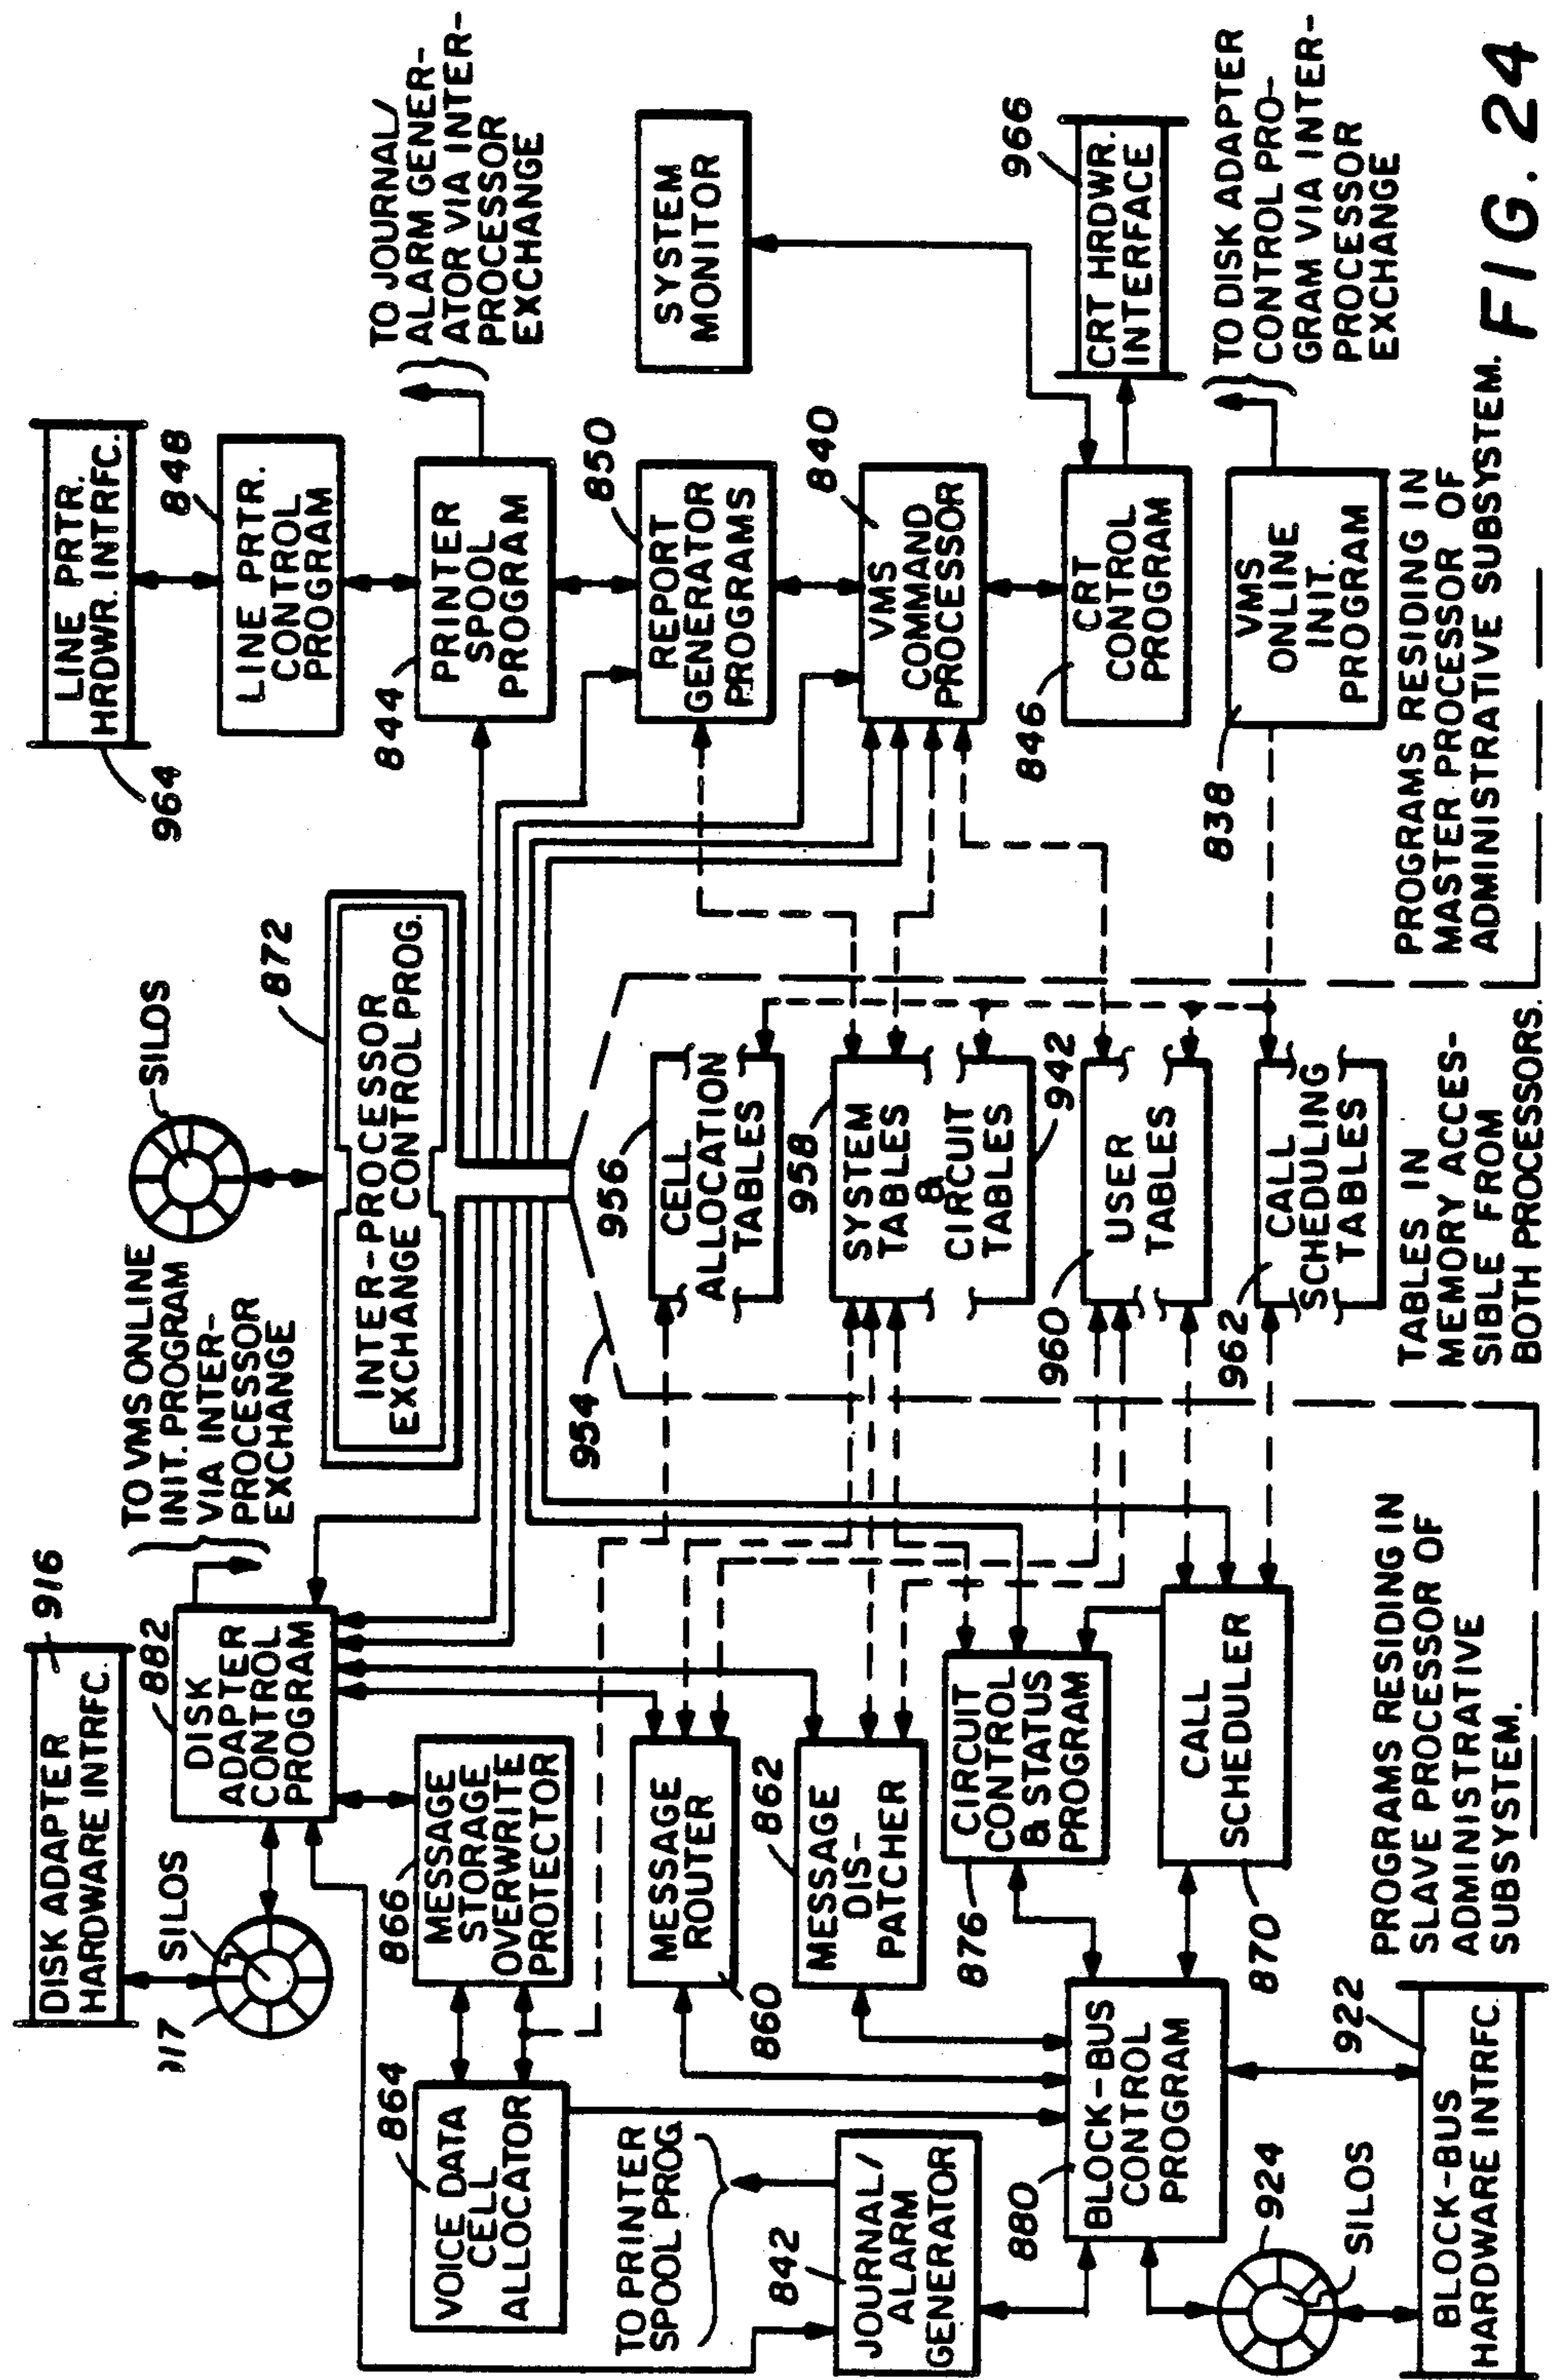 DISK ADAPTER
HARDWARE INTRFC.
916
SILOS
917
882
DISK
ADAPTER
CONTROL
PROGRAM
TO VMS ONLINE
INIT. PROGRAM
VIA INTER-
PROCESSOR
EXCHANGE
SILOS
872
INTER-PROCESSOR
EXCHANGE CONTROL PROG.
LINE PRTR.
HRDWR. INTRFC.
964
848
LINE PRTR.
CONTROL
PROGRAM
TO JOURNAL/
ALARM GENER-
ATOR VIA INTER-
PROCESSOR
EXCHANGE
864
VOICE DATA
CELL
ALLOCATOR
866
MESSAGE
STORAGE
OVERWRITE
PROTECTOR
844
PRINTER
SPOOL
PROGRAM
TO PRINTER
SPOOL PROG.
MESSAGE
ROUTER
860
954
956
CELL
ALLOCATION
TABLES
850
REPORT
GENERATOR
PROGRAMS
SYSTEM
MONITOR
842
JOURNAL/
ALARM
GENERATOR
862
MESSAGE
DIS-
PATCHER
958
SYSTEM
TABLES
&
CIRCUIT
TABLES
942
840
VMS
COMMAND
PROCESSOR
876
CIRCUIT
CONTROL
& STATUS
PROGRAM
880
BLOCK-BUS
CONTROL
PROGRAM
960
USER
TABLES
846
CRT
CONTROL
PROGRAM
966
CRT HRDWR.
INTERFACE
870
CALL
SCHEDULER
962
CALL
SCHEDULING
TABLES
838
VMS
ONLINE
INIT.
PROGRAM
TO DISK ADAPTER
CONTROL PRO-
GRAM VIA INTER-
PROCESSOR
EXCHANGE
924
SILOS
922
BLOCK-BUS
HARDWARE INTRFC.
PROGRAMS RESIDING IN
SLAVE PROCESSOR OF
ADMINISTRATIVE
SUBSYSTEM.
TABLES IN
MEMORY ACCES-
SIBLE FROM
BOTH PROCESSORS.
PROGRAMS RESIDING IN
MASTER PROCESSOR OF
ADMINISTRATIVE SUBSYSTEM.
FIG. 24